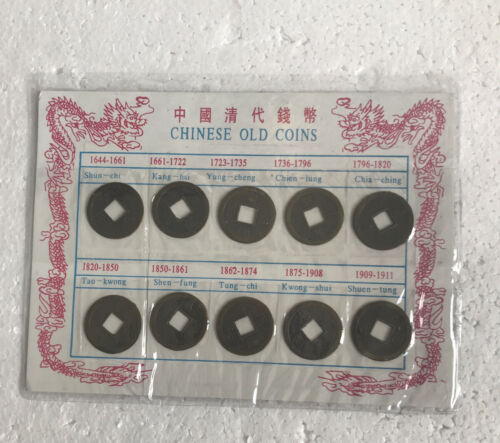 中國清代錢幣
CHINESE OLD COINS
1644-1661 1661-1722 1723-1735 1736-1796 1796-1820
Shun-chi Kang-hsi Yung-cheng Chien-lung Chia-ching
1820-1850 1850-1861 1862-1874 1875-1908 1909-1911
Tao-kwong Shen-fung Tung-chi Kwong-shui Shuen-tung